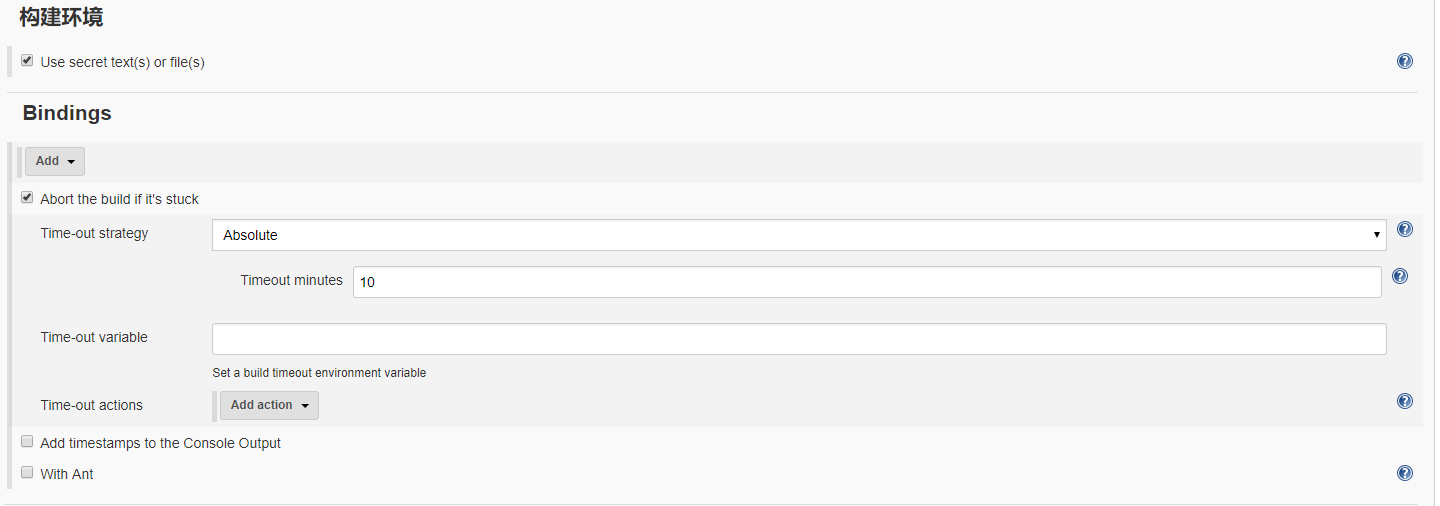 构建环境
Use secret text(s) or file(s)
Bindings
Add
Abort the build if it's stuck
Time-out strategy Absolute
Timeout minutes 10
Time-out variable
Set a build timeout environment variable
Time-out actions Add action
Add timestamps to the Console Output
With Ant